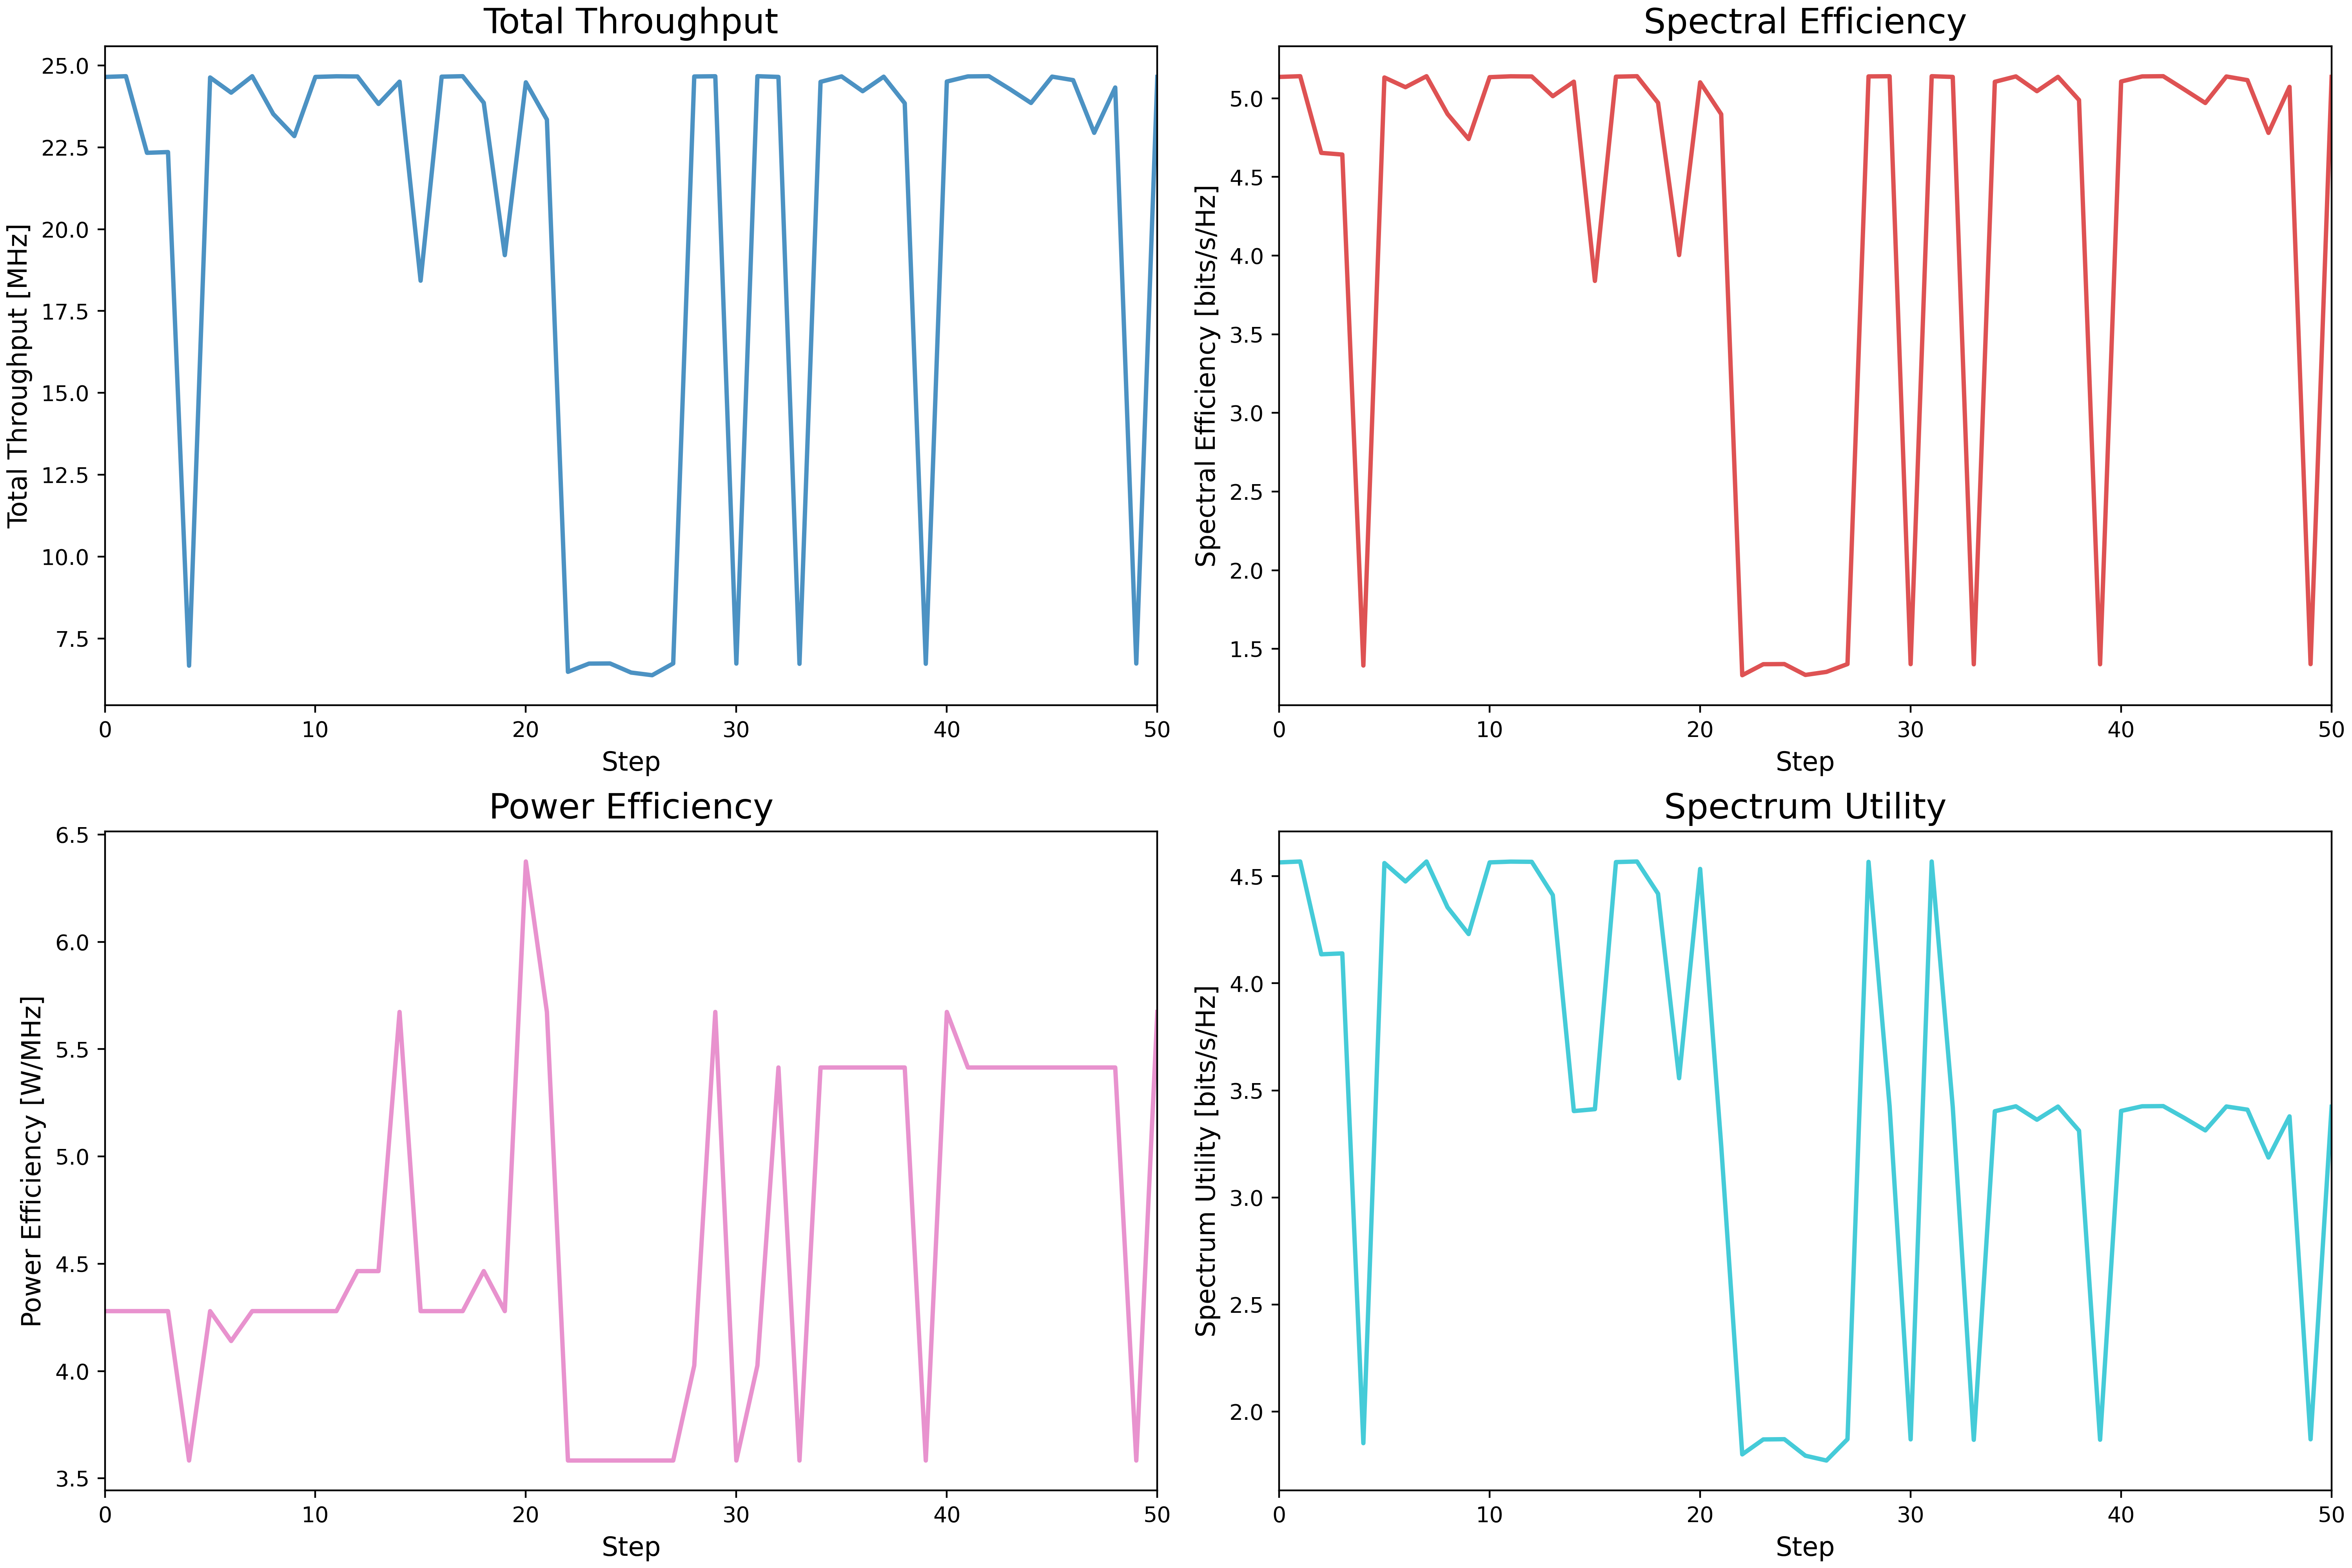 Total Throughput
Total Throughput [MHz]
25.0
22.5
20.0
17.5
15.0
12.5
10.0
7.5
0 10 20 30 40 50
Step
Spectral Efficiency
Spectral Efficiency [bits/s/Hz]
5.0
4.5
4.0
3.5
3.0
2.5
2.0
1.5
0 10 20 30 40 50
Step
Power Efficiency
Power Efficiency [W/MHz]
6.5
6.0
5.5
5.0
4.5
4.0
3.5
0 10 20 30 40 50
Step
Spectrum Utility
Spectrum Utility [bits/s/Hz]
4.5
4.0
3.5
3.0
2.5
2.0
0 10 20 30 40 50
Step